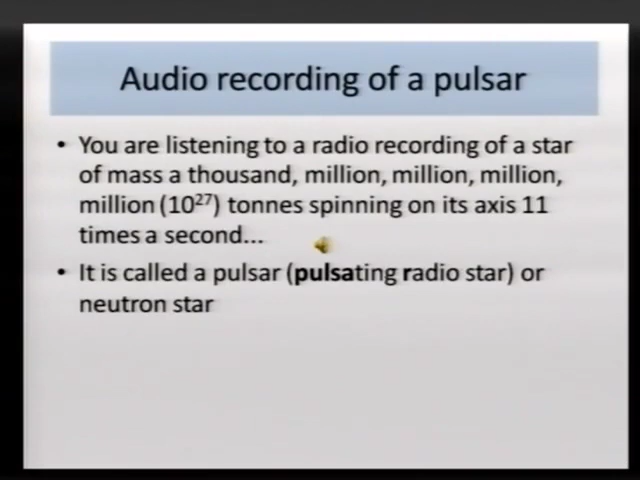 Audio recording of a pulsar
• You are listening to a radio recording of a star
of mass a thousand, million, million, million,
million (10²⁷) tonnes spinning on its axis 11
times a second...
• It is called a pulsar (pulsating radio star) or
neutron star